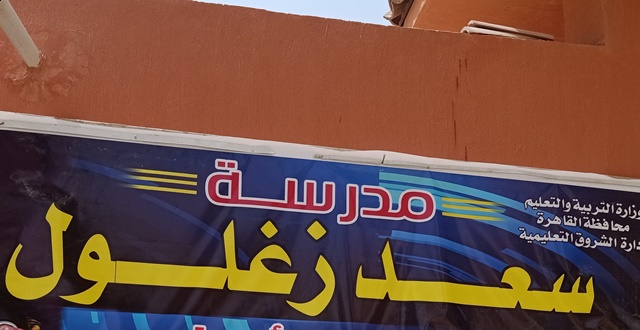 وزارة التربية والتعليم
محافظة القاهرة
إدارة الشروق التعليمية
مدرسة
سعد زغلول